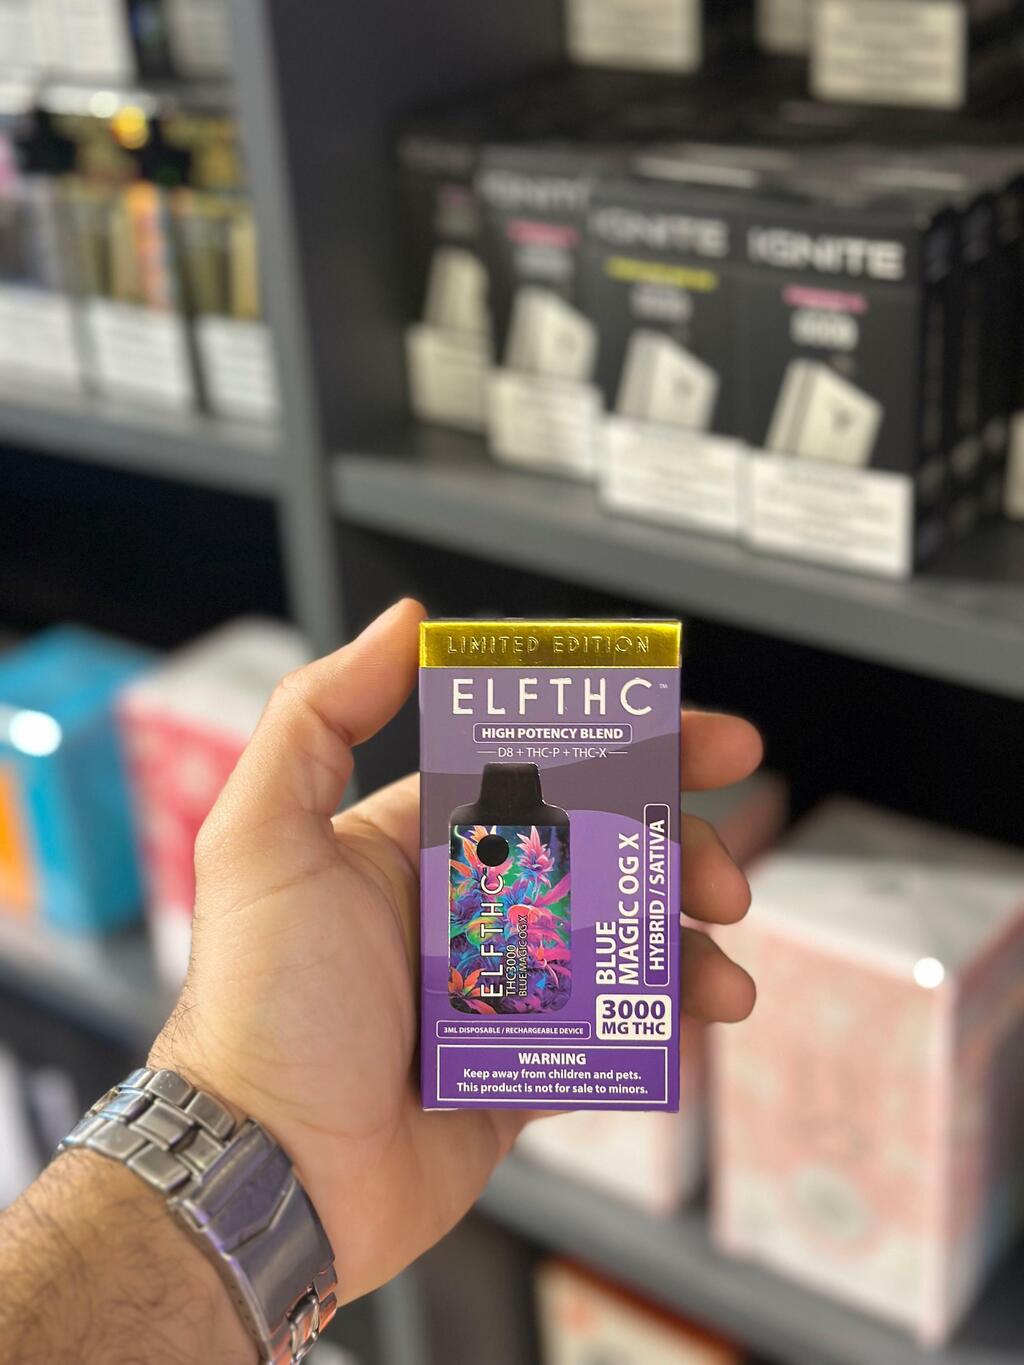 IGNITE
IGNITE
IGNITE
LIMITED EDITION
ELFTHC™
HIGH POTENCY BLEND
D8 + THC-P + THC-X
ELFTHC
THC3000
BLUE MAGIC OG X
BLUE
MAGIC OG X
HYBRID / SATIVA
3000
MG THC
3ML DISPOSABLE / RECHARGEABLE DEVICE
WARNING
Keep away from children and pets.
This product is not for sale to minors.